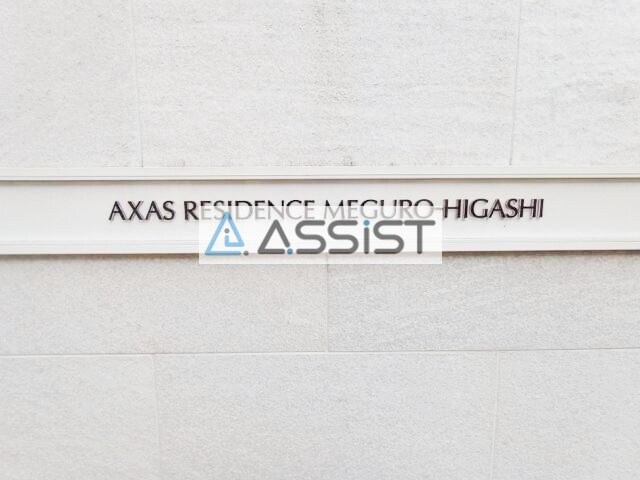 AXAS RESIDENCE MEGURO HIGASHI
A.ASSIST